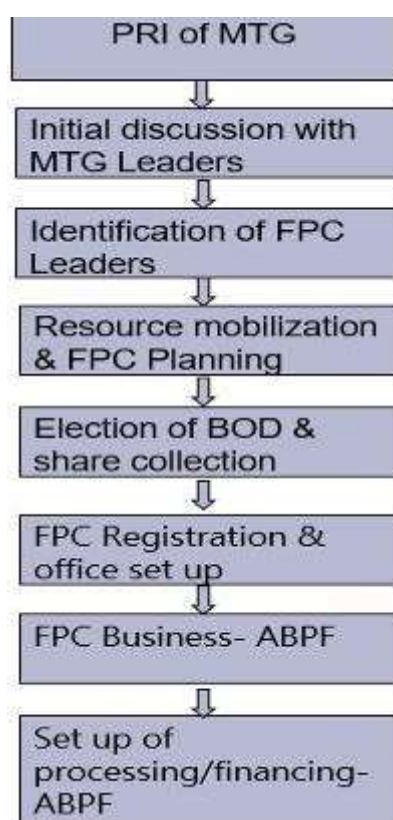 PRI of MTG
Initial discussion with
MTG Leaders
Identification of FPC
Leaders
Resource mobilization
& FPC Planning
Election of BOD &
share collection
FPC Registration &
office set up
FPC Business- ABPF
Set up of
processing/financing-
ABPF